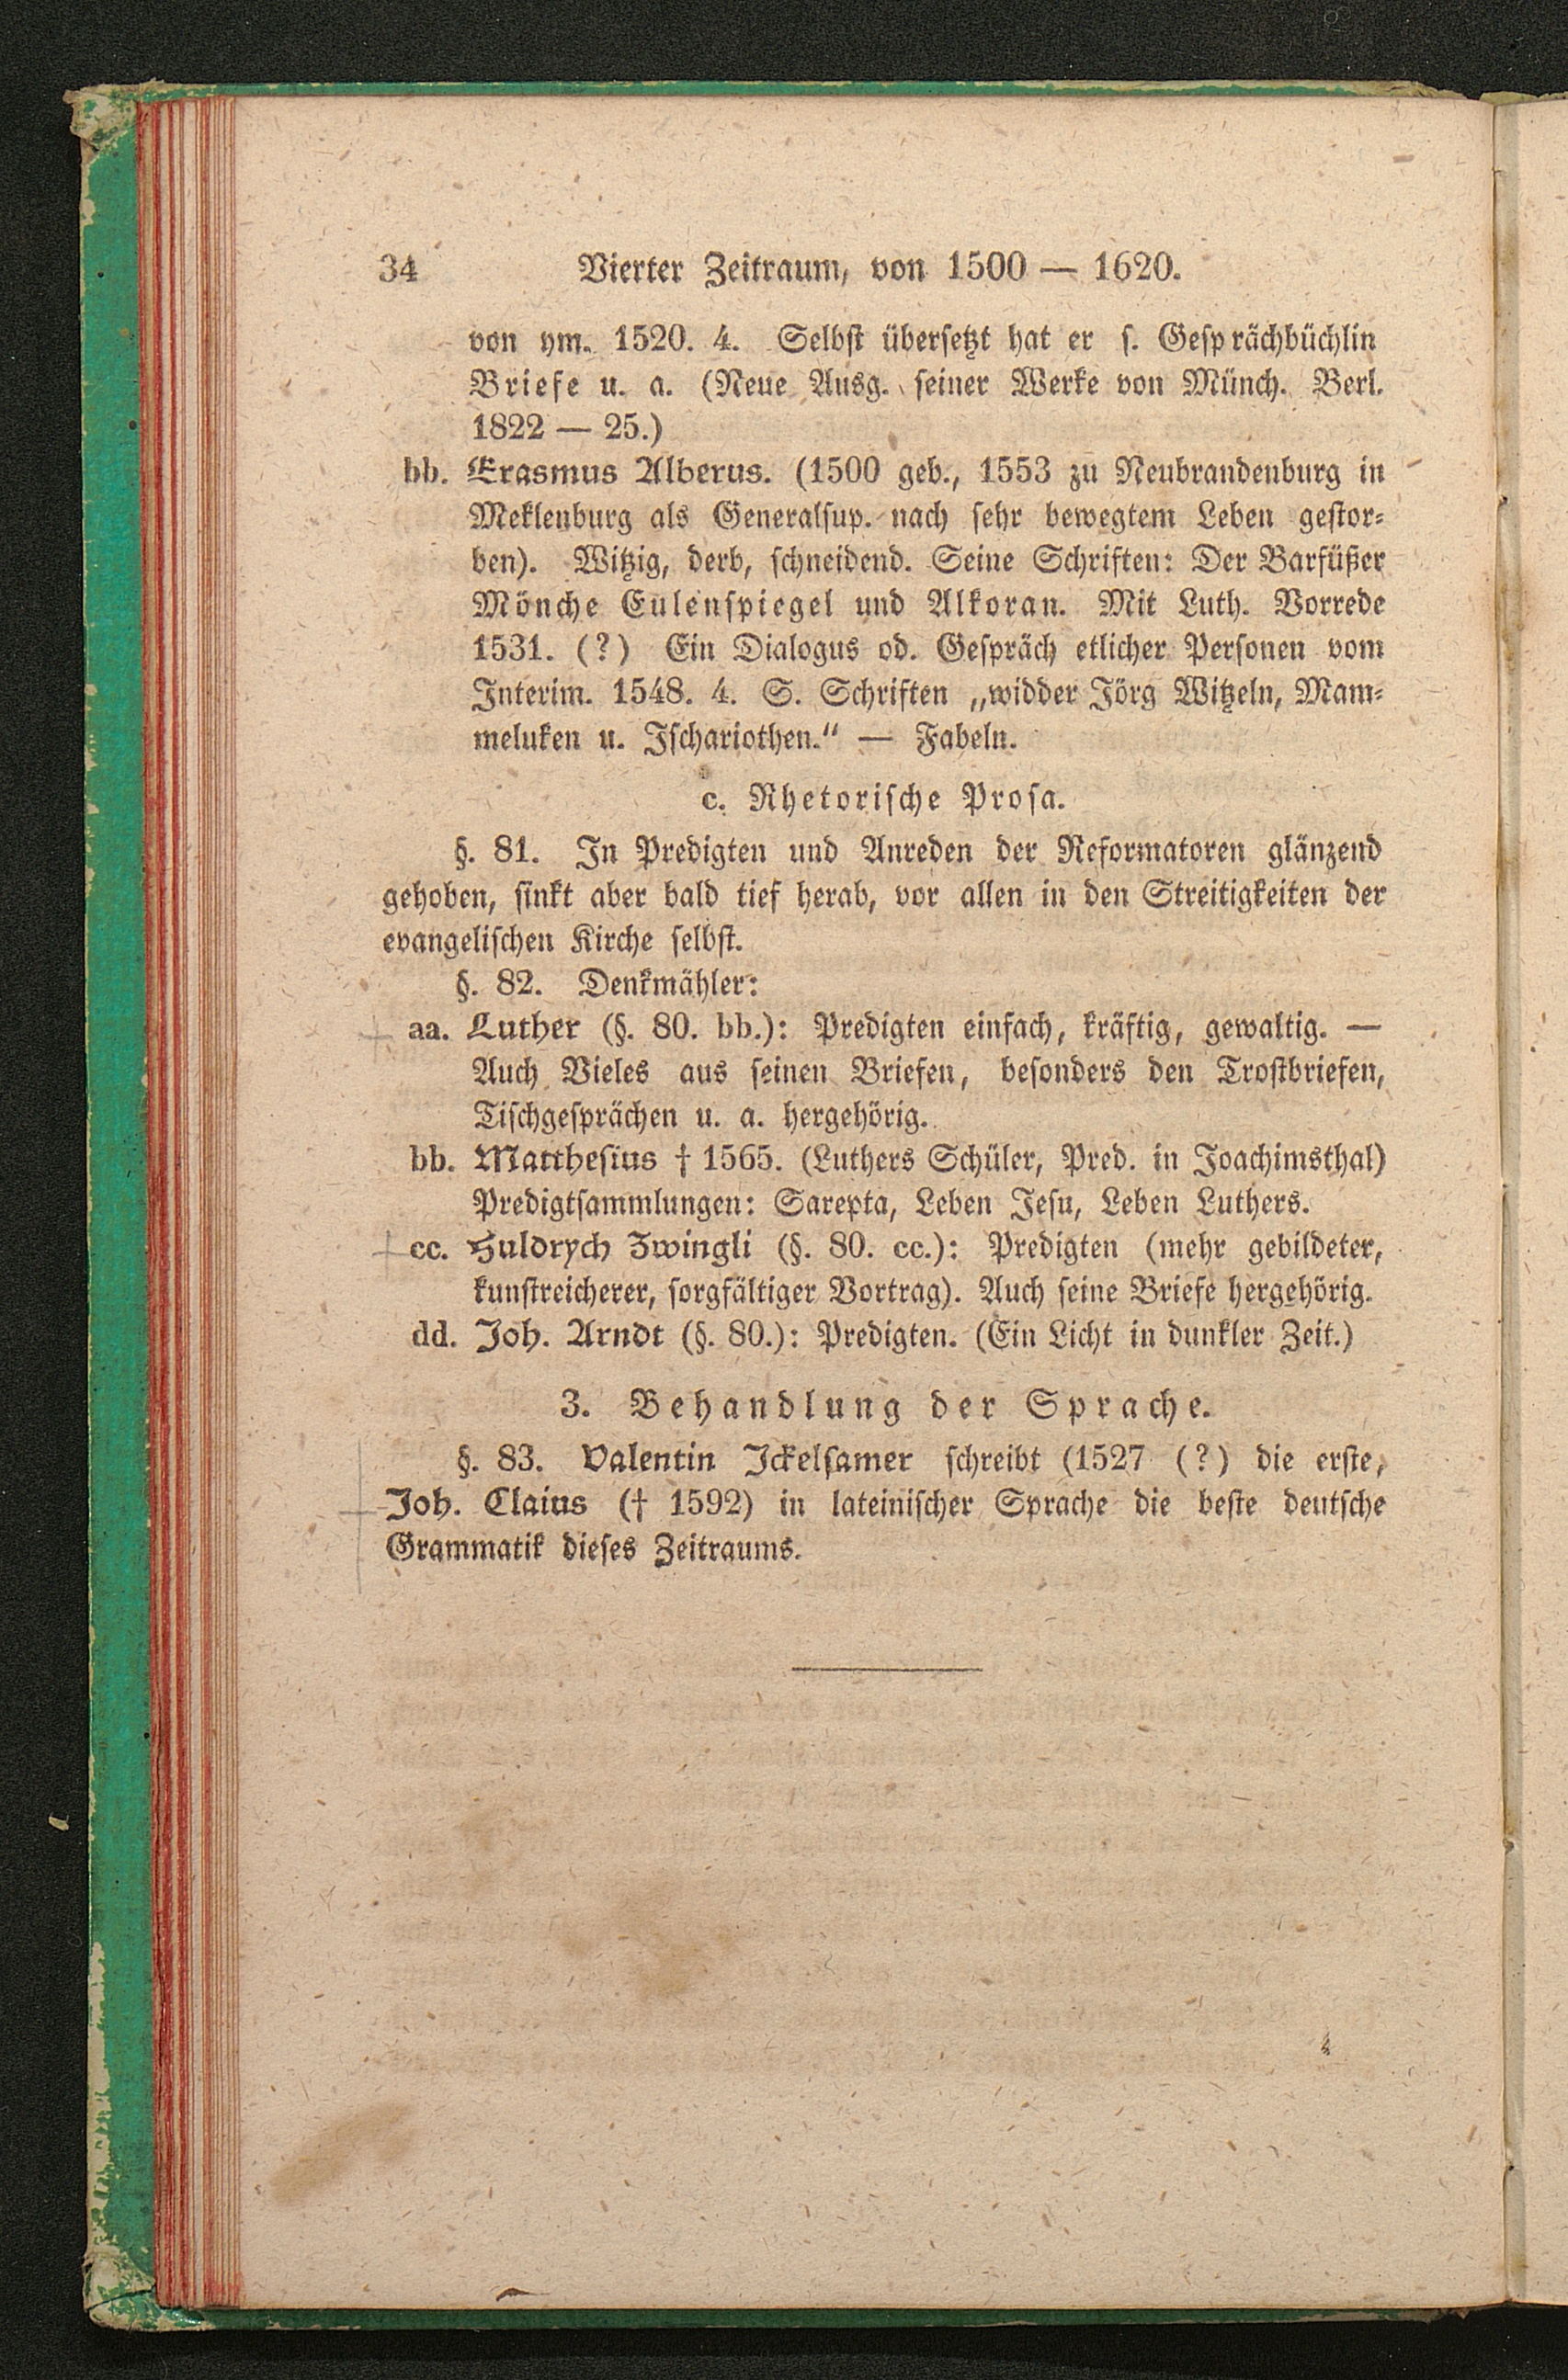 34 Vierter Zeitraum, von 1500 — 1620.
von ym. 1520. 4. Selbst übersetzt hat er s. Gesprächbüchlin
Briefe u. a. (Neue Ausg. seiner Werke von Münch. Berl.
1822 — 25.)
bb. Erasmus Alberus. (1500 geb., 1553 zu Neubrandenburg in
Meklenburg als Generalsup. nach sehr bewegtem Leben gestor-
ben). Witzig, derb, schneidend. Seine Schriften: Der Barfüßer
Mönche Eulenspiegel und Alkoran. Mit Luth. Vorrede
1531. (?) Ein Dialogus od. Gespräch etlicher Personen vom
Interim. 1548. 4. S. Schriften „widder Jörg Witzeln, Mam-
meluken u. Ischariothen.“ — Fabeln.
c. Rhetorische Prosa.
§. 81. In Predigten und Anreden der Reformatoren glänzend
gehoben, sinkt aber bald tief herab, vor allen in den Streitigkeiten der
evangelischen Kirche selbst.
§. 82. Denkmähler:
aa. Luther (§. 80. bb.): Predigten einfach, kräftig, gewaltig. —
Auch Vieles aus seinen Briefen, besonders den Trostbriefen,
Tischgesprächen u. a. hergehörig.
bb. Matthesius † 1565. (Luthers Schüler, Pred. in Joachimsthal)
Predigtsammlungen: Sarepta, Leben Jesu, Leben Luthers.
cc. Huldrych Zwingli (§. 80. cc.): Predigten (mehr gebildeter,
kunstreicherer, sorgfältiger Vortrag). Auch seine Briefe hergehörig.
dd. Joh. Arndt (§. 80.): Predigten. (Ein Licht in dunkler Zeit.)
3. Behandlung der Sprache.
§. 83. Valentin Ickelsamer schreibt (1527 (?) die erste,
Joh. Claius († 1592) in lateinischer Sprache die beste deutsche
Grammatik dieses Zeitraums.